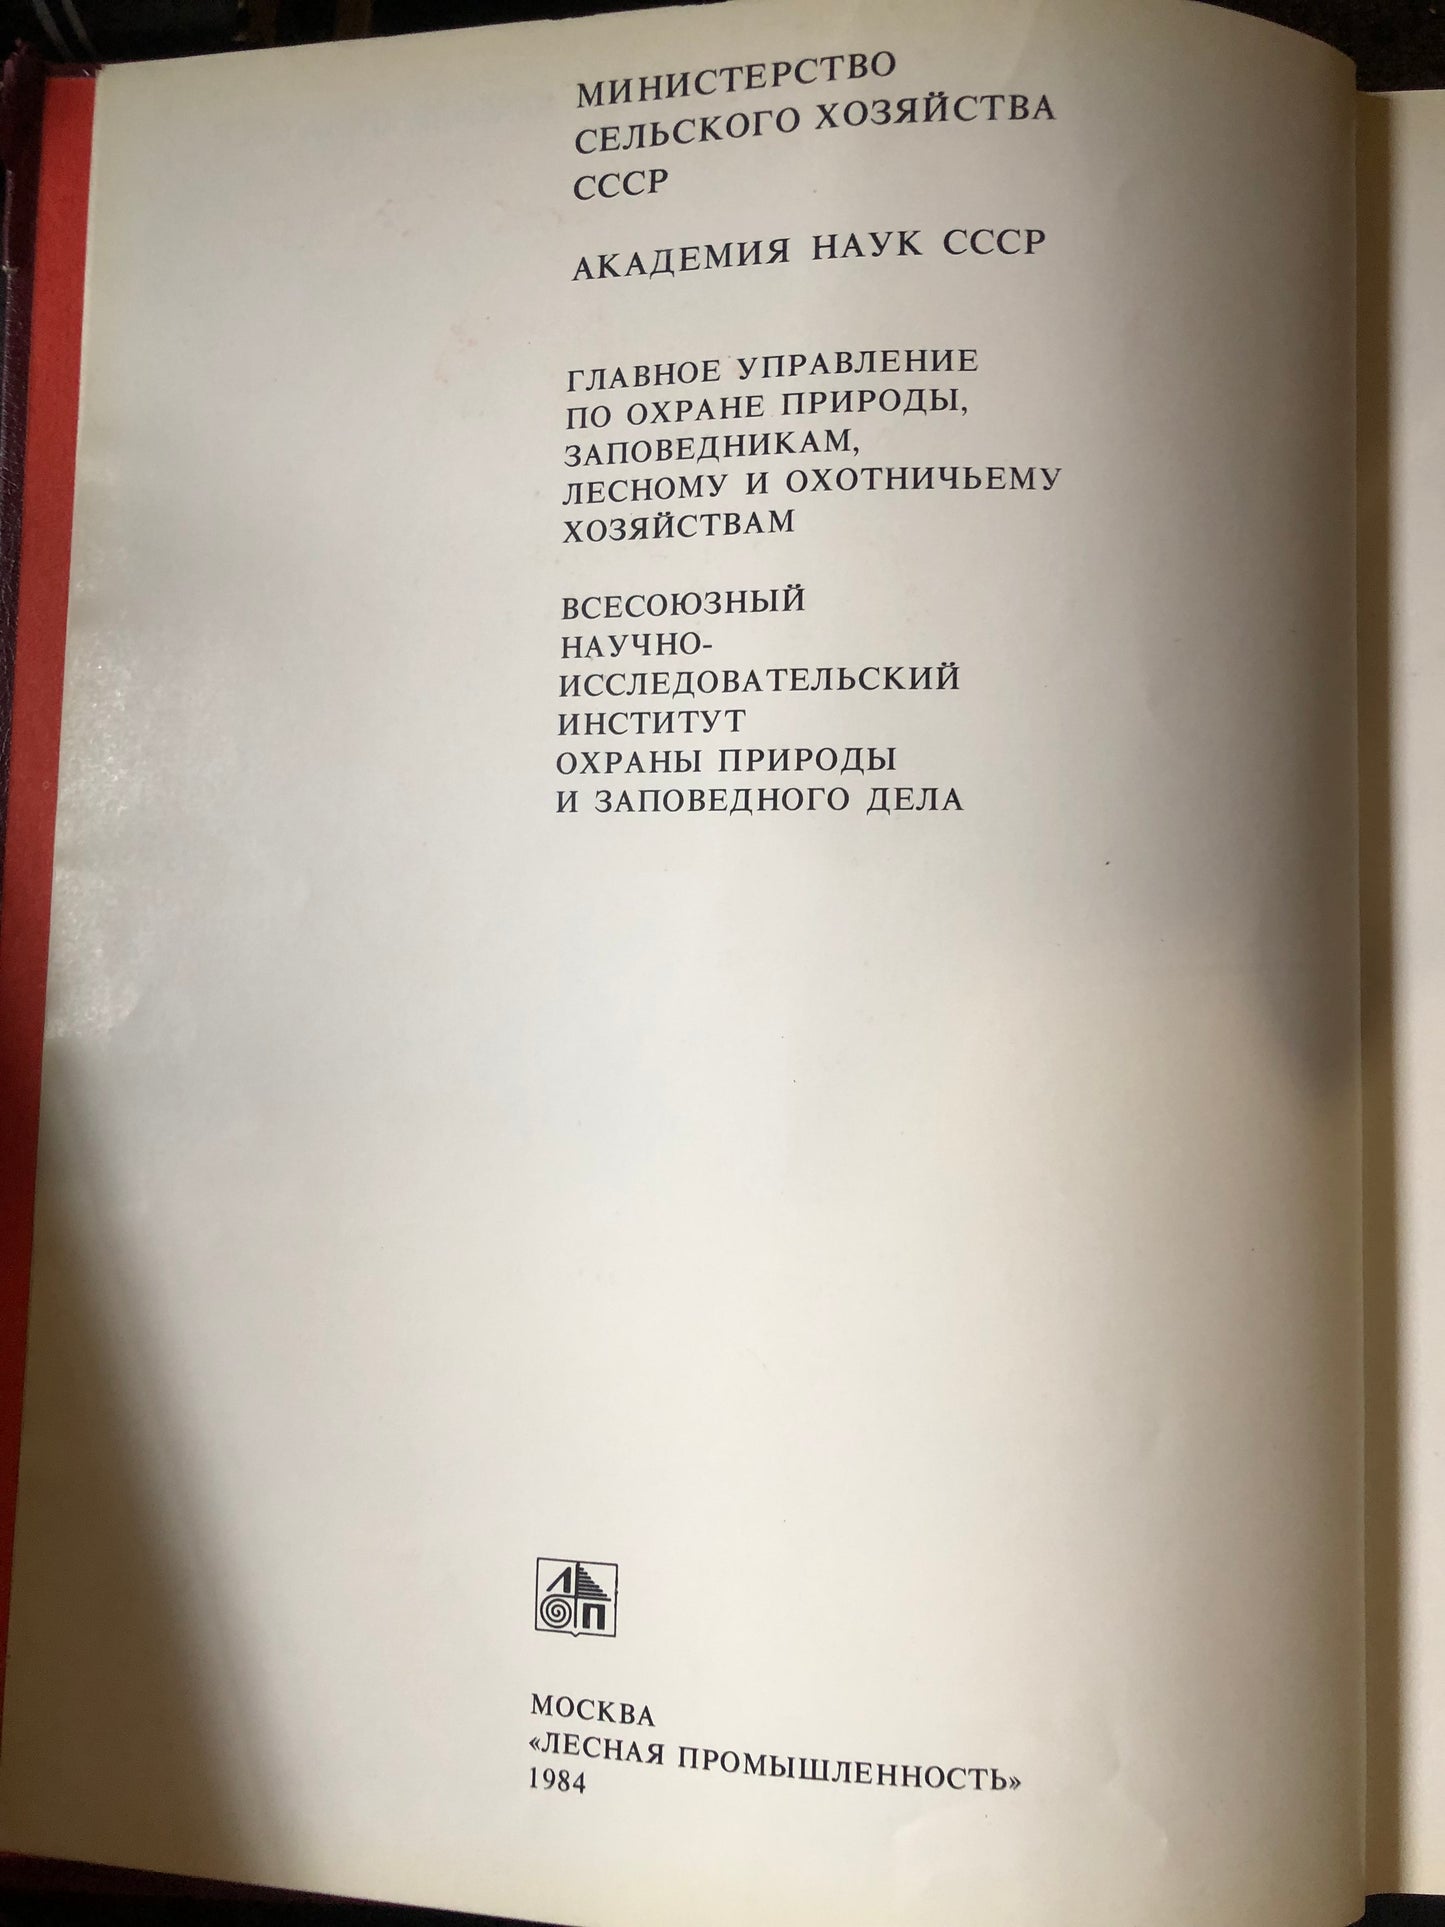 МИНИСТЕРСТВО
СЕЛЬСКОГО ХОЗЯЙСТВА
СССР
АКАДЕМИЯ НАУК СССР
ГЛАВНОЕ УПРАВЛЕНИЕ
ПО ОХРАНЕ ПРИРОДЫ,
ЗАПОВЕДНИКАМ,
ЛЕСНОМУ И ОХОТНИЧЬЕМУ
ХОЗЯЙСТВАМ
ВСЕСОЮЗНЫЙ
НАУЧНО-
ИССЛЕДОВАТЕЛЬСКИЙ
ИНСТИТУТ
ОХРАНЫ ПРИРОДЫ
И ЗАПОВЕДНОГО ДЕЛА
Л
П
МОСКВА
«ЛЕСНАЯ ПРОМЫШЛЕННОСТЬ»
1984